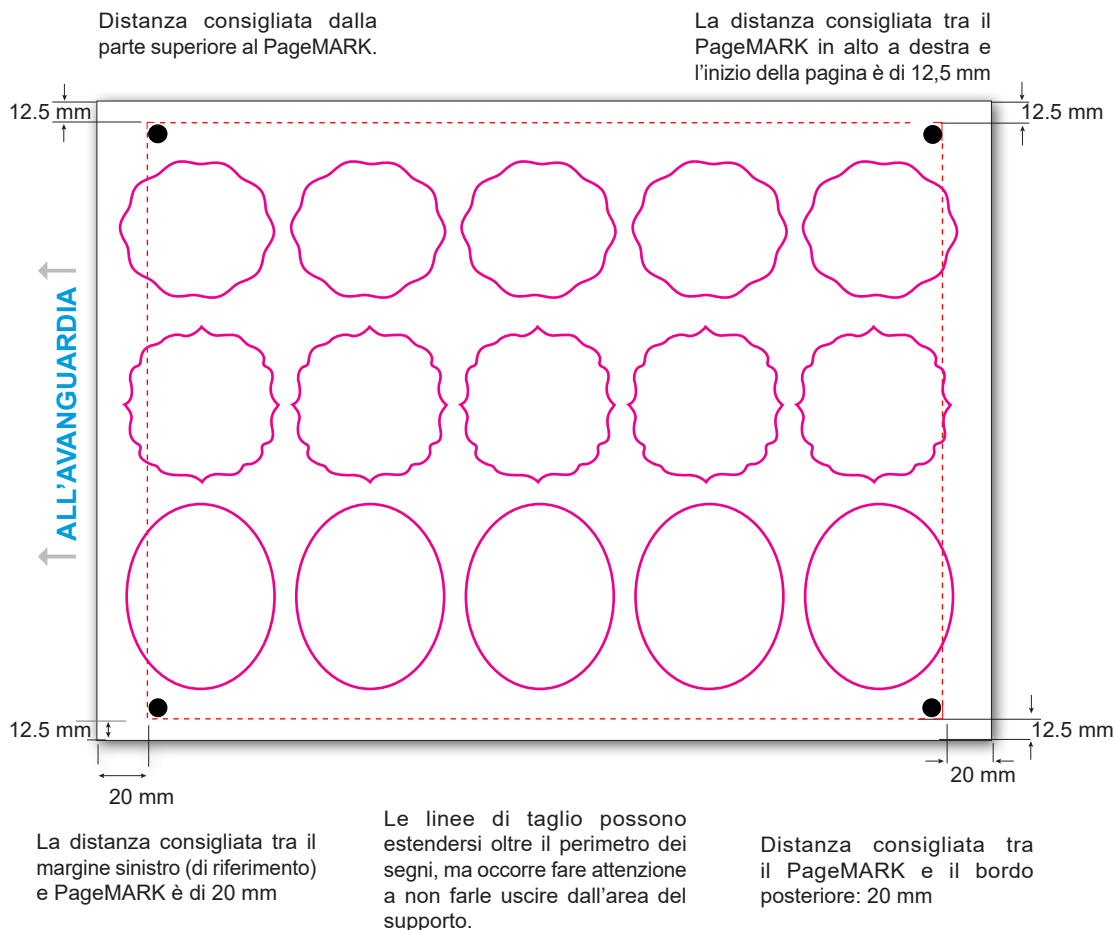 Distanza consigliata dalla
parte superiore al PageMARK.
La distanza consigliata tra il
PageMARK in alto a destra e
l’inizio della pagina è di 12,5 mm
12.5 mm
12.5 mm
ALL’AVANGUARDIA
12.5 mm
12.5 mm
20 mm
20 mm
La distanza consigliata tra il
margine sinistro (di riferimento)
e PageMARK è di 20 mm
Le linee di taglio possono
estendersi oltre il perimetro dei
segni, ma occorre fare attenzione
a non farle uscire dall’area del
supporto.
Distanza consigliata tra
il PageMARK e il bordo
posteriore: 20 mm